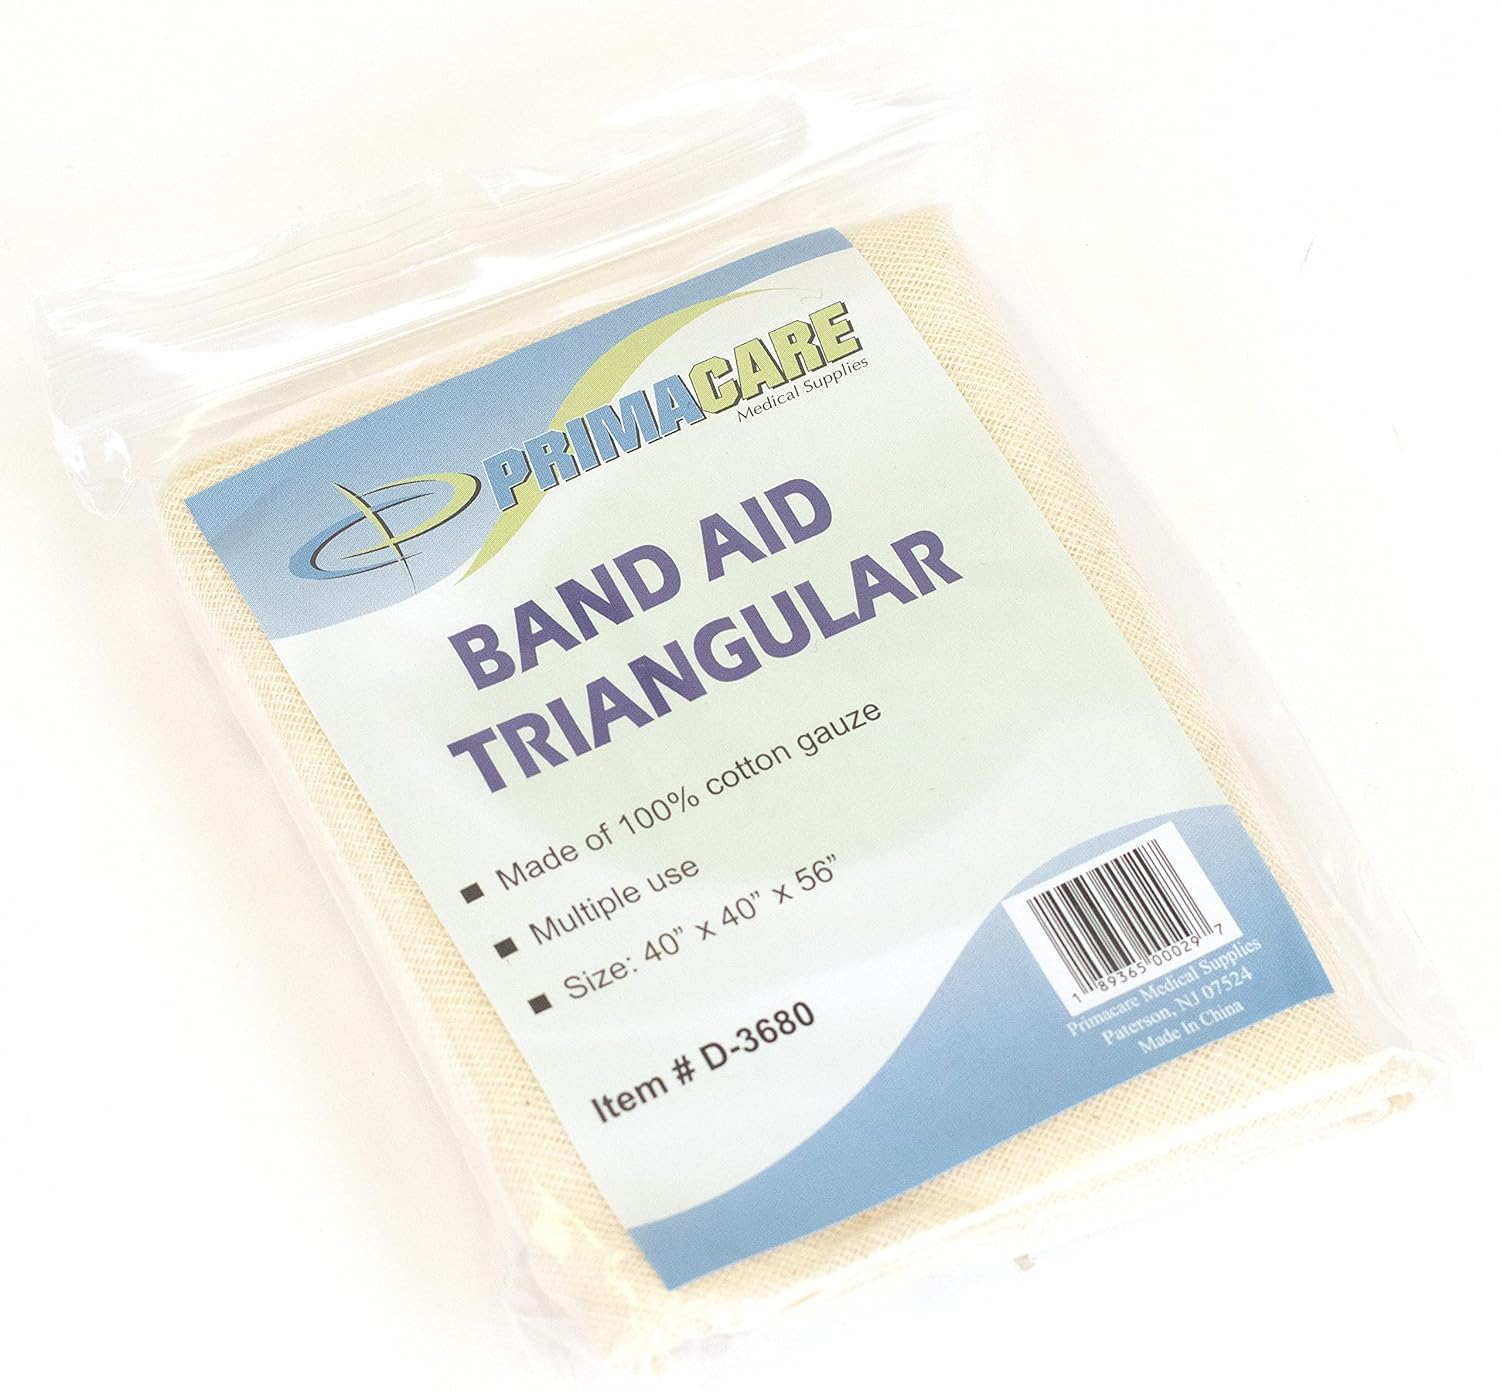 PRIMACARE
Medical Supplies
BAND AID
TRIANGULAR
■ Made of 100% cotton gauze
■ Multiple use
■ Size: 40” x 40” x 56”
Item # D-3680
1 89365 00029 7
Primacare Medical Supplies
Paterson, NJ 07524
Made In China